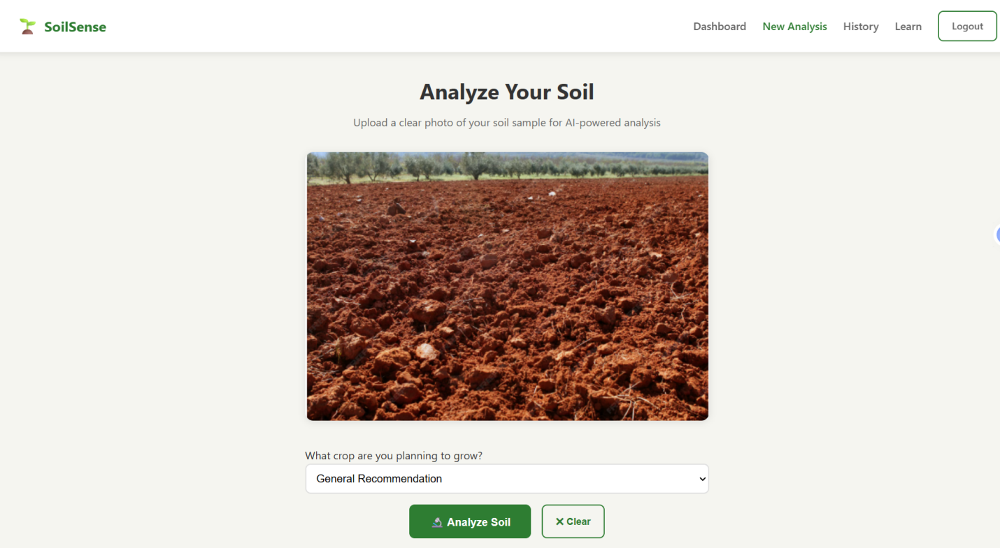 SoilSense
Dashboard New Analysis History Learn Logout
Analyze Your Soil
Upload a clear photo of your soil sample for AI-powered analysis
What crop are you planning to grow?
General Recommendation
Analyze Soil
Clear